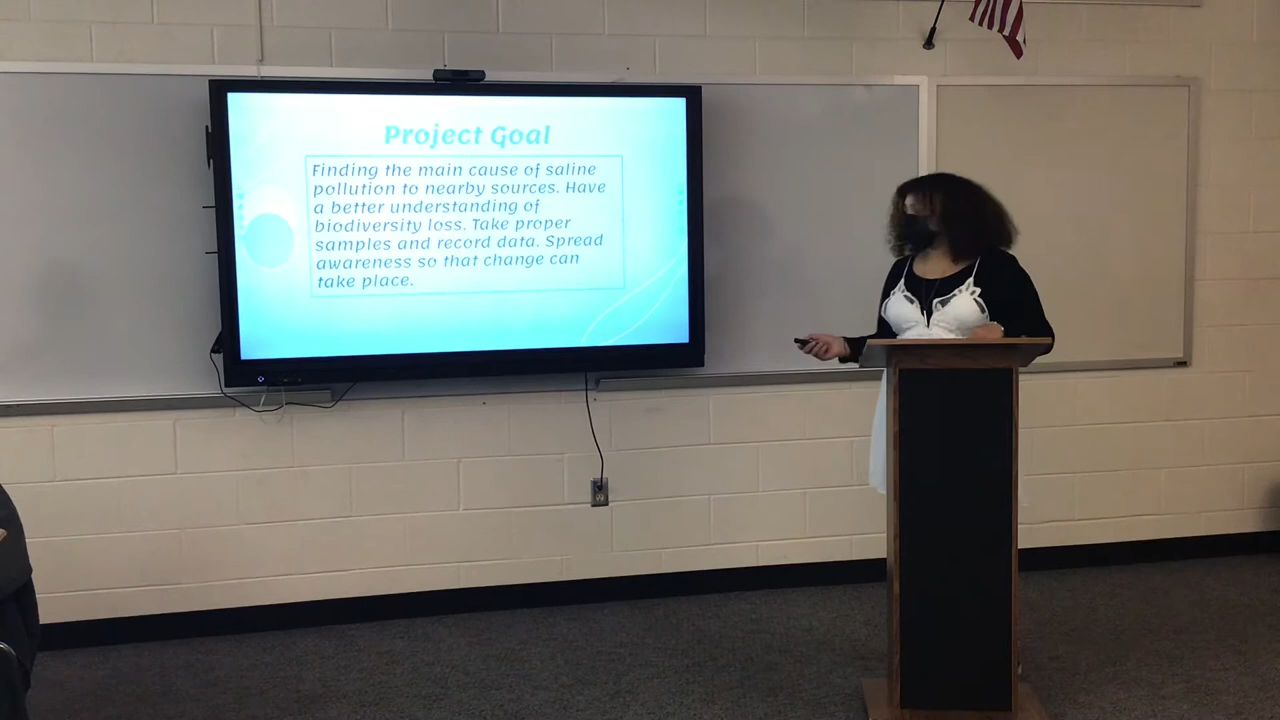 Project Goal
Finding the main cause of saline
pollution to nearby sources. Have
a better understanding of
biodiversity loss. Take proper
samples and record data. Spread
awareness so that change can
take place.